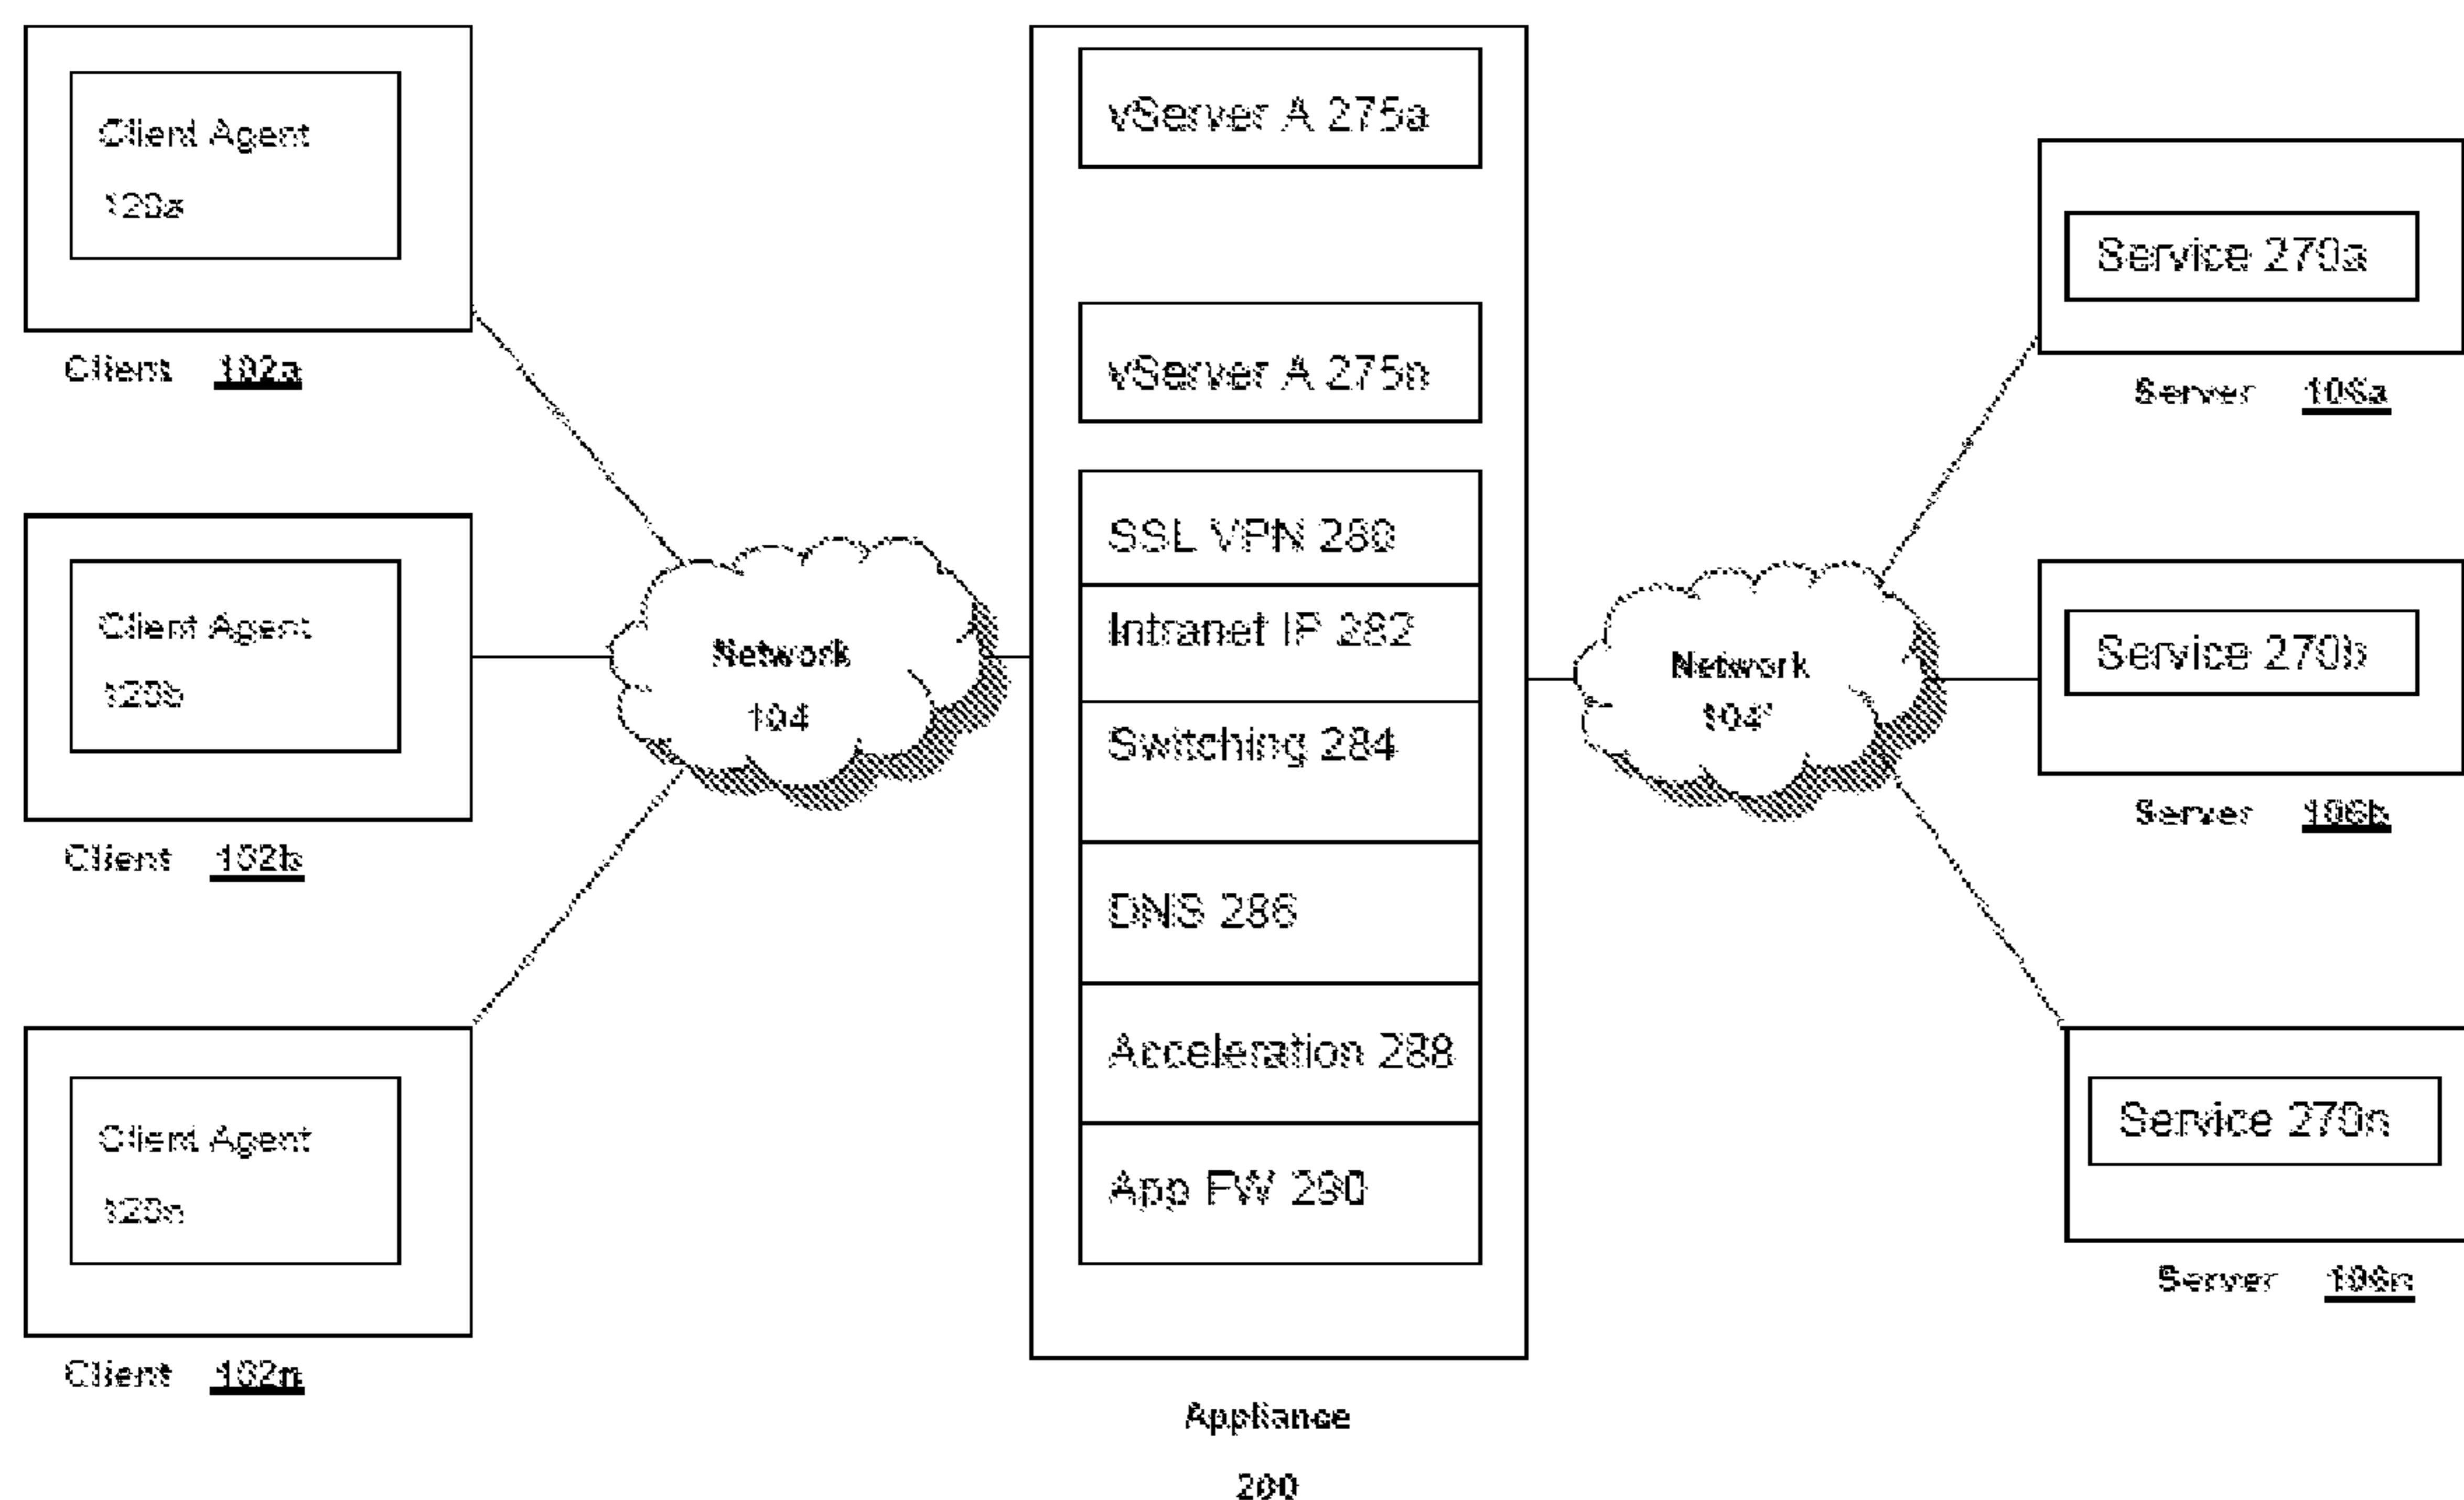 Client Agent
120a
Client 102a
Client Agent
120b
Client 102b
Client Agent
120n
Client 102n
Network
104
vServer A 275a
vServer A 275n
SSL VPN 280
Intranet IP 282
Switching 284
DNS 286
Acceleration 288
App FW 290
Appliance
200
Network
104'
Service 270a
Server 106a
Service 270b
Server 106b
Service 270n
Server 106n